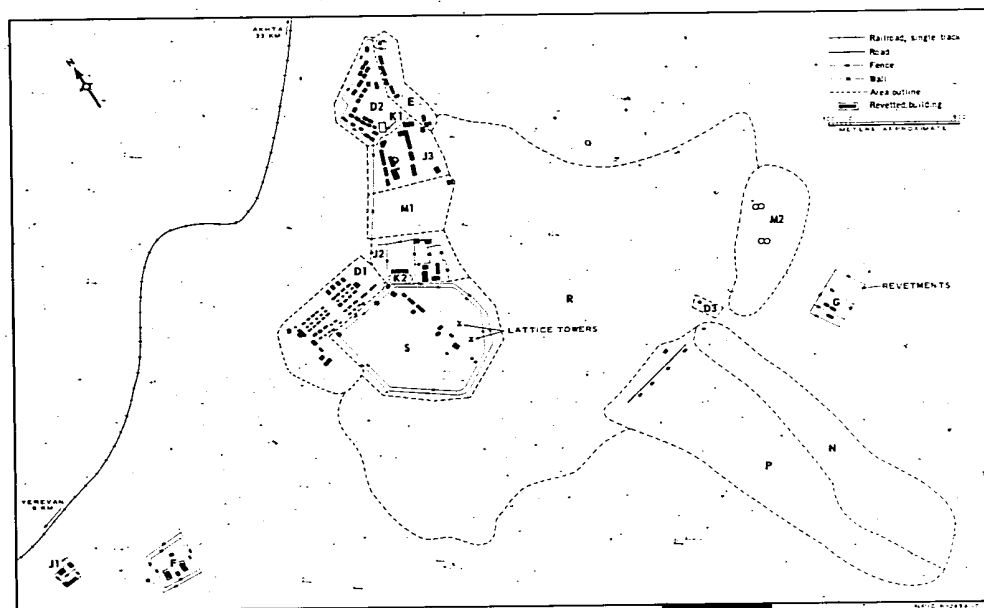 AKHTA
33 KM
Railroad, single track
Road
Fence
Wall
Area outline
Revetted building
METERS APPROXIMATE
N
E
D2
K1
J3
M1
M2
J2
D1
K2
REVETMENTS
G
R
D3
LATTICE TOWERS
S
N
P
YEREVAN
J1
F